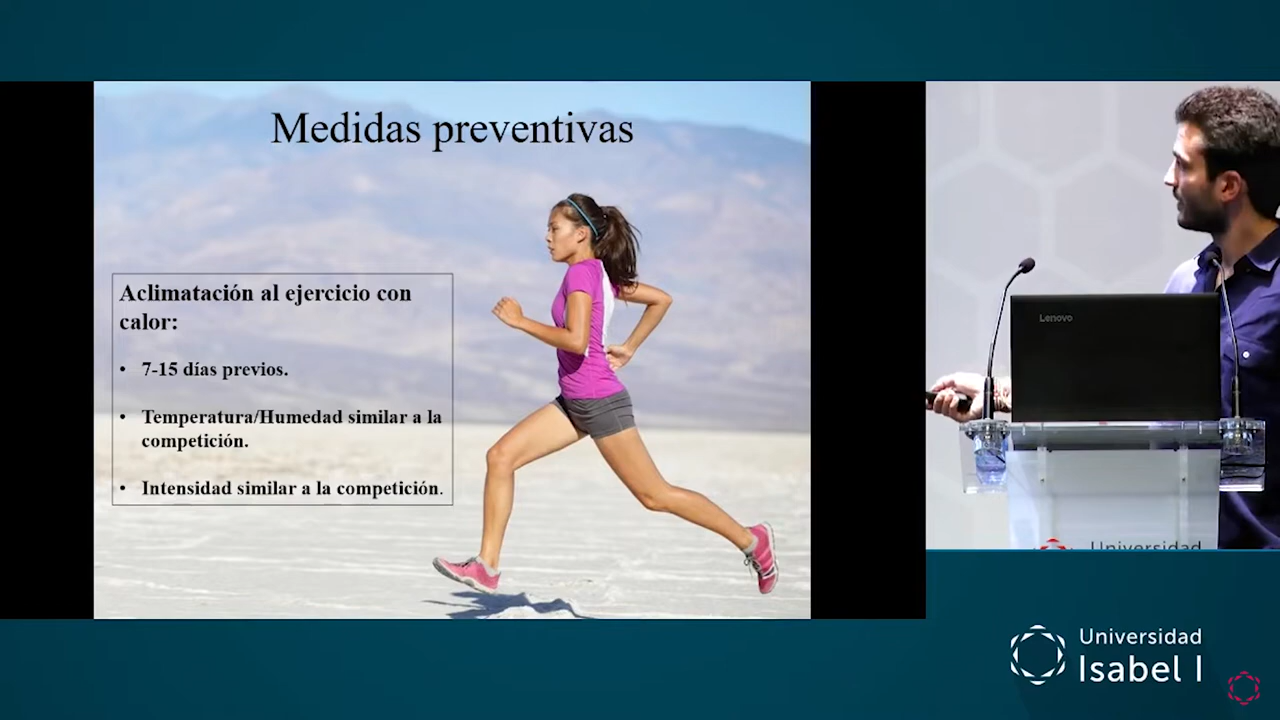 Medidas preventivas
Aclimatación al ejercicio con
calor:
• 7-15 días previos.
• Temperatura/Humedad similar a la
competición.
• Intensidad similar a la competición.
Lenovo
Universidad
Universidad
Isabel I